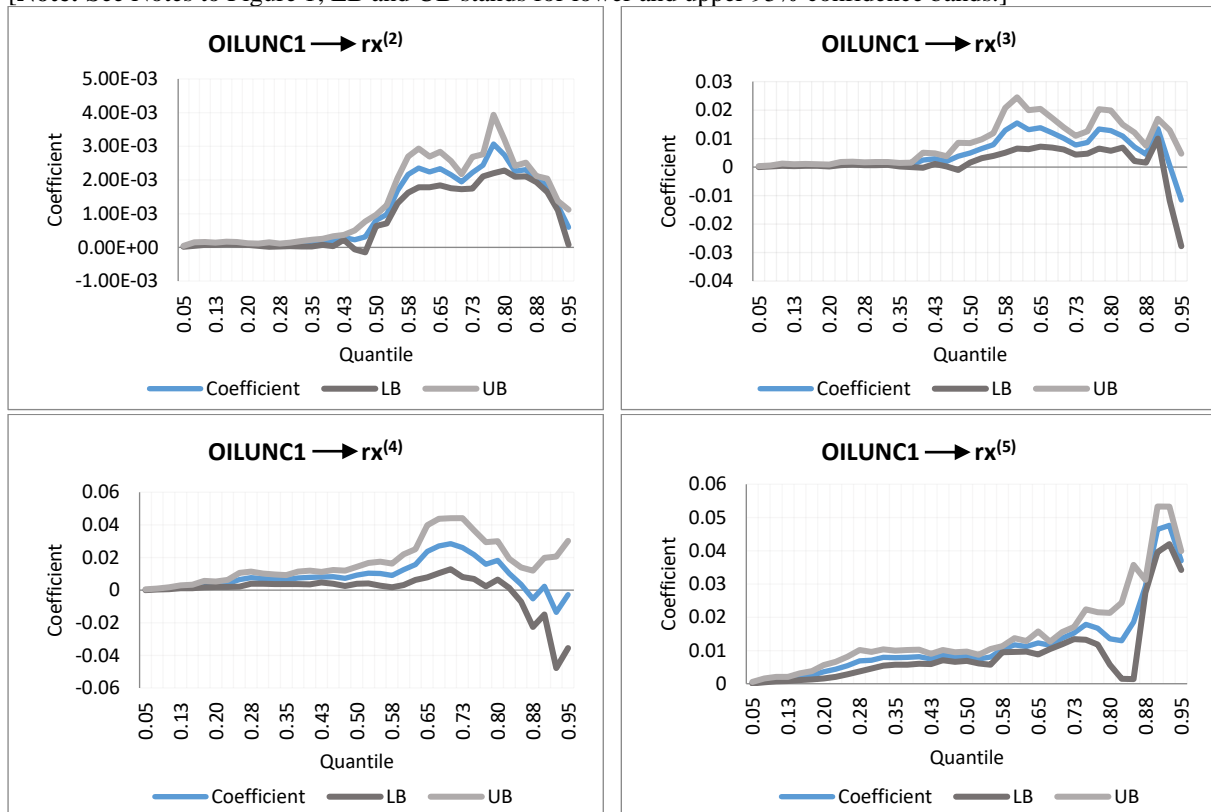 [Note: See Notes to Figure 1; LB and UB stands for lower and upper 95% confidence bands.]
OILUNC1 → rx(2)
5.00E-03
4.00E-03
3.00E-03
2.00E-03
1.00E-03
0.00E+00
-1.00E-03
Coefficient
0.05 0.13 0.20 0.28 0.35 0.43 0.50 0.58 0.65 0.73 0.80 0.88 0.95
Quantile
Coefficient LB UB
OILUNC1 → rx(3)
0.03
0.02
0.01
0
-0.01
-0.02
-0.03
-0.04
Coefficient
0.05 0.13 0.20 0.28 0.35 0.43 0.50 0.58 0.65 0.73 0.80 0.88 0.95
Quantile
Coefficient LB UB
OILUNC1 → rx(4)
0.06
0.04
0.02
0
-0.02
-0.04
-0.06
Coefficient
0.05 0.13 0.20 0.28 0.35 0.43 0.50 0.58 0.65 0.73 0.80 0.88 0.95
Quantile
Coefficient LB UB
OILUNC1 → rx(5)
0.06
0.05
0.04
0.03
0.02
0.01
0
Coefficient
0.05 0.13 0.20 0.28 0.35 0.43 0.50 0.58 0.65 0.73 0.80 0.88 0.95
Quantile
Coefficient LB UB